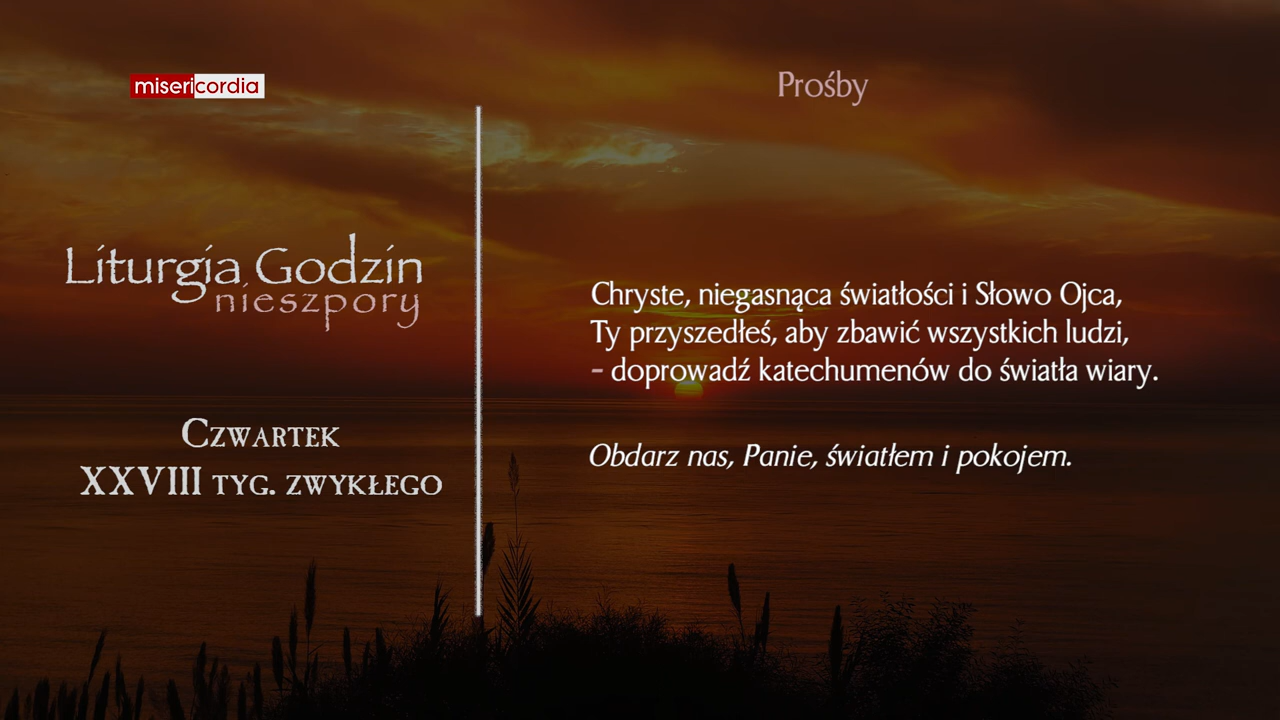 misericordia
Liturgia Godzin
nieszpory
Czwartek
XXVIII tyg. zwykłego
Prośby
Chryste, niegasnąca światłości i Słowo Ojca,
Ty przyszedłeś, aby zbawić wszystkich ludzi,
- doprowadź katechumenów do światła wiary.
Obdarz nas, Panie, światłem i pokojem.